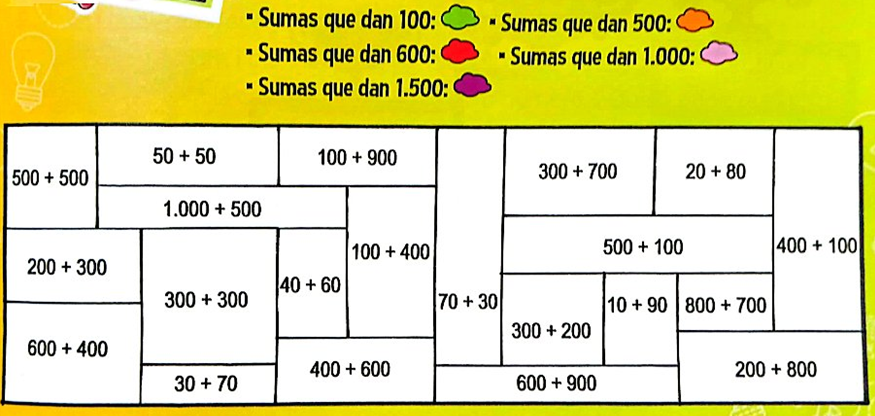 ▪ Sumas que dan 100: ▪ Sumas que dan 500:
▪ Sumas que dan 600: ▪ Sumas que dan 1.000:
▪ Sumas que dan 1.500:
50 + 50
100 + 900
300 + 700
20 + 80
500 + 500
1.000 + 500
100 + 400
500 + 100
400 + 100
200 + 300
300 + 300
40 + 60
70 + 30
10 + 90
800 + 700
300 + 200
600 + 400
30 + 70
400 + 600
600 + 900
200 + 800